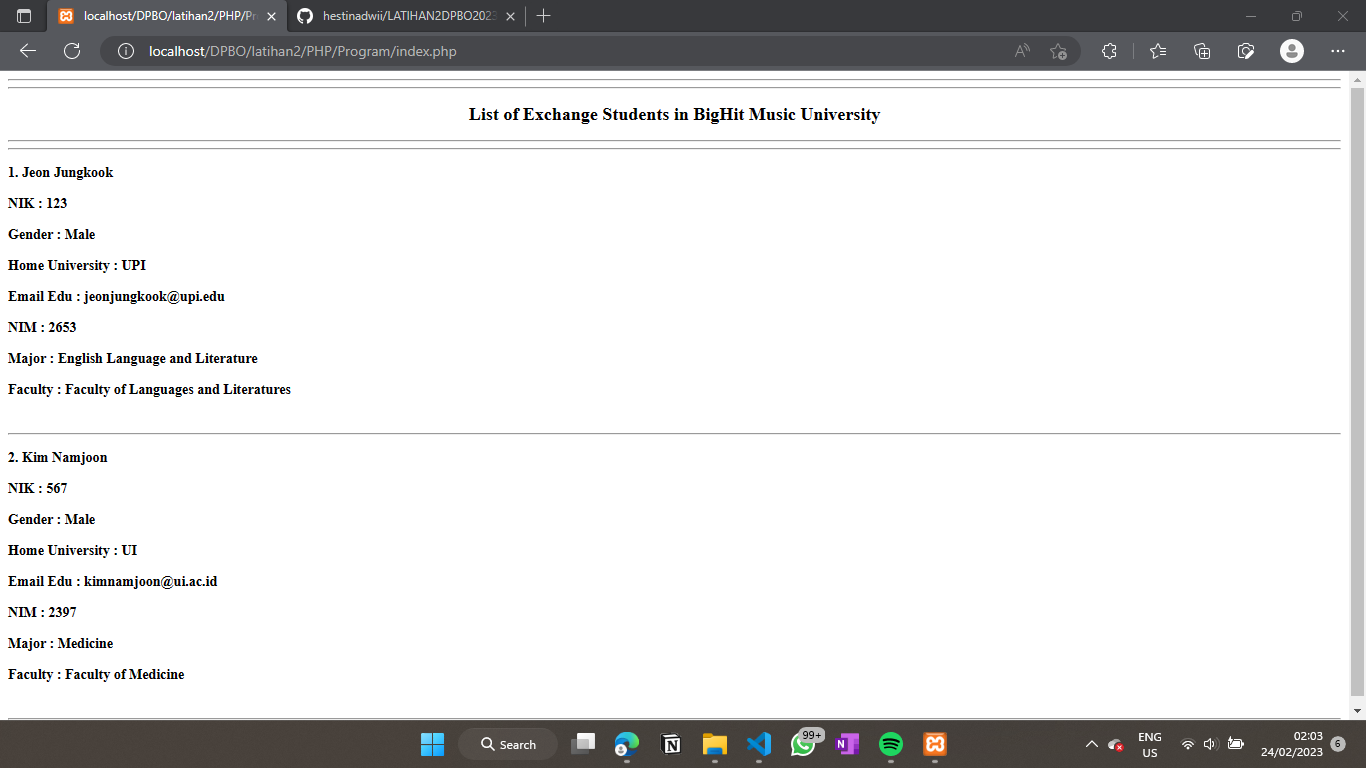 localhost/DPBO/latihan2/PHP/Pr
hestinadwii/LATIHAN2DPBO2023
localhost/DPBO/latihan2/PHP/Program/index.php
List of Exchange Students in BigHit Music University
1. Jeon Jungkook
NIK : 123
Gender : Male
Home University : UPI
Email Edu : jeonjungkook@upi.edu
NIM : 2653
Major : English Language and Literature
Faculty : Faculty of Languages and Literatures
2. Kim Namjoon
NIK : 567
Gender : Male
Home University : UI
Email Edu : kimnamjoon@ui.ac.id
NIM : 2397
Major : Medicine
Faculty : Faculty of Medicine
Search
99+
ENG
US
02:03
24/02/2023
6